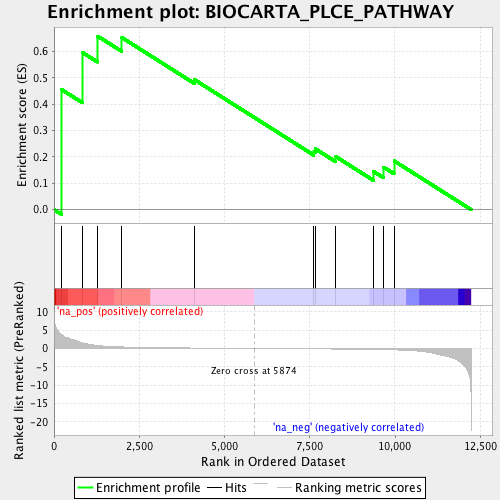 Enrichment plot: BIOCARTA_PLCE_PATHWAY
Enrichment score (ES)
0.6
0.5
0.4
0.3
0.2
0.1
0.0
'na_pos' (positively correlated)
Ranked list metric (PreRanked)
10
5
0
-5
-10
-15
-20
Zero cross at 5874
'na_neg' (negatively correlated)
0 2,500 5,000 7,500 10,000 12,500
Rank in Ordered Dataset
Enrichment profile Hits Ranking metric scores